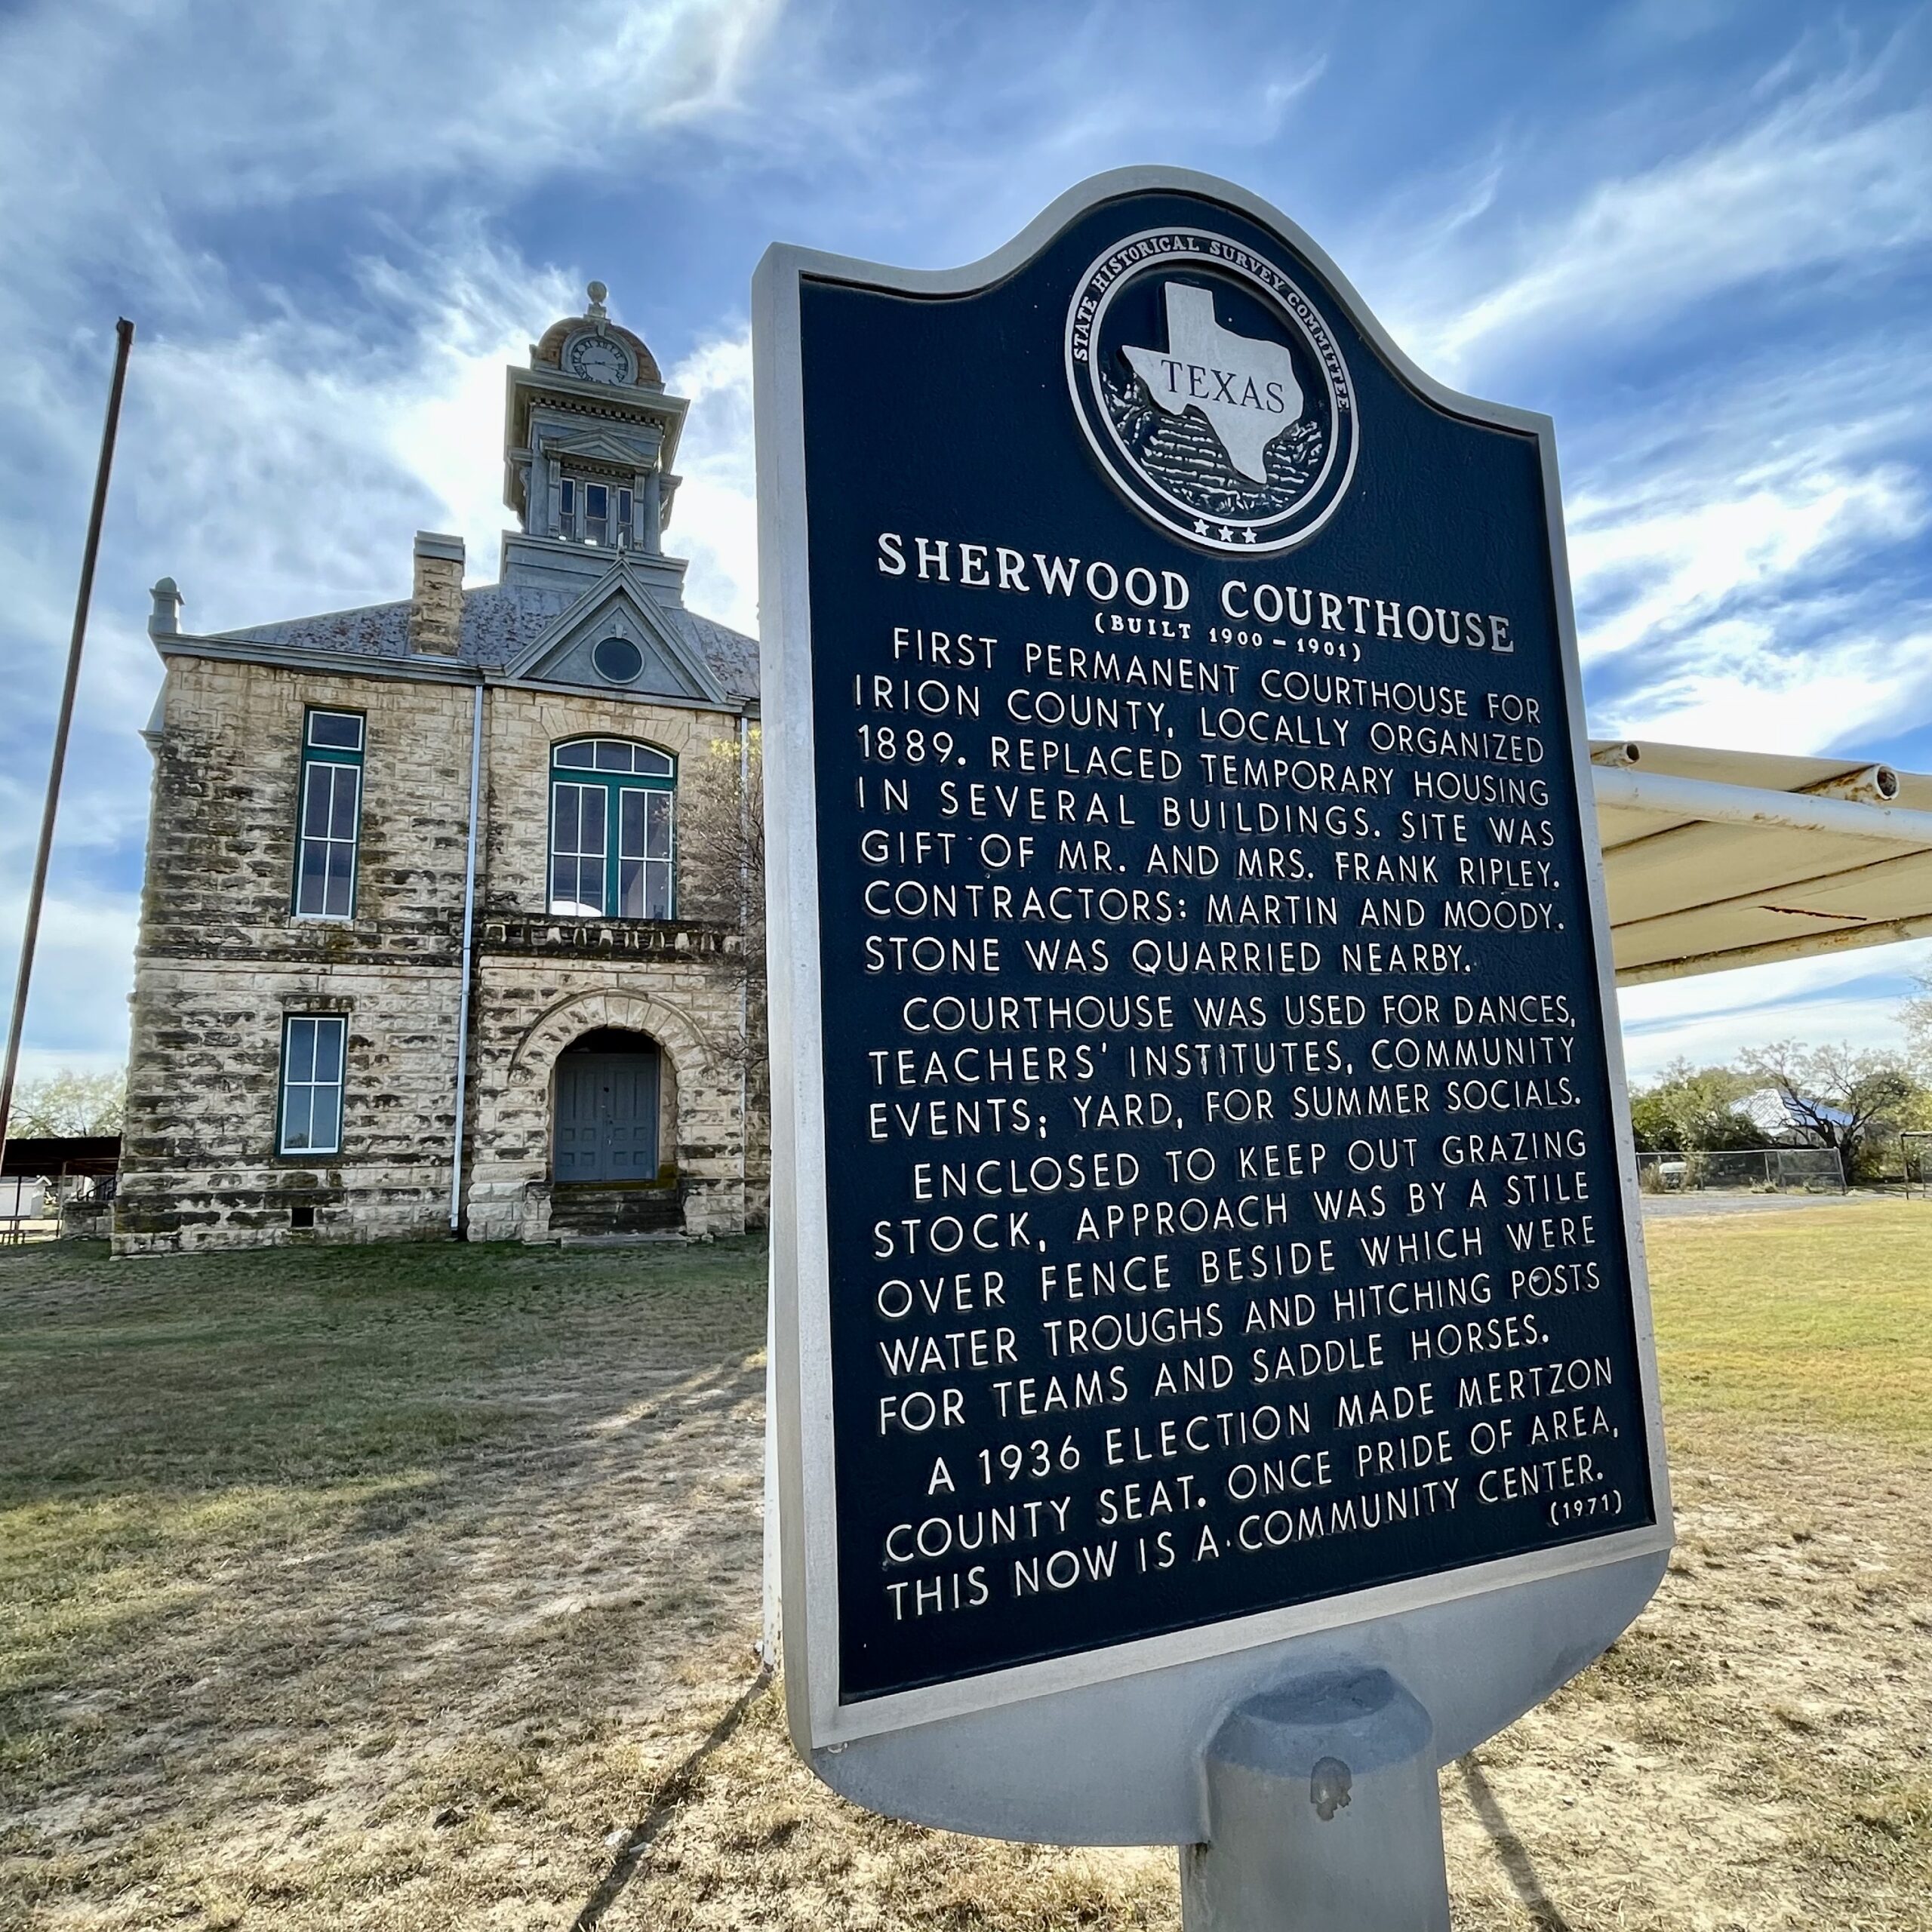 STATE HISTORICAL SURVEY COMMITTEE
TEXAS
SHERWOOD COURTHOUSE
(BUILT 1900 – 1901)
FIRST PERMANENT COURTHOUSE FOR
IRION COUNTY, LOCALLY ORGANIZED
1889. REPLACED TEMPORARY HOUSING
IN SEVERAL BUILDINGS. SITE WAS
GIFT OF MR. AND MRS. FRANK RIPLEY.
CONTRACTORS: MARTIN AND MOODY.
STONE WAS QUARRIED NEARBY.
COURTHOUSE WAS USED FOR DANCES,
TEACHERS' INSTITUTES, COMMUNITY
EVENTS; YARD, FOR SUMMER SOCIALS.
ENCLOSED TO KEEP OUT GRAZING
STOCK, APPROACH WAS BY A STILE
OVER FENCE BESIDE WHICH WERE
WATER TROUGHS AND HITCHING POSTS
FOR TEAMS AND SADDLE HORSES.
A 1936 ELECTION MADE MERTZON
COUNTY SEAT. ONCE PRIDE OF AREA,
THIS NOW IS A COMMUNITY CENTER.
(1971)